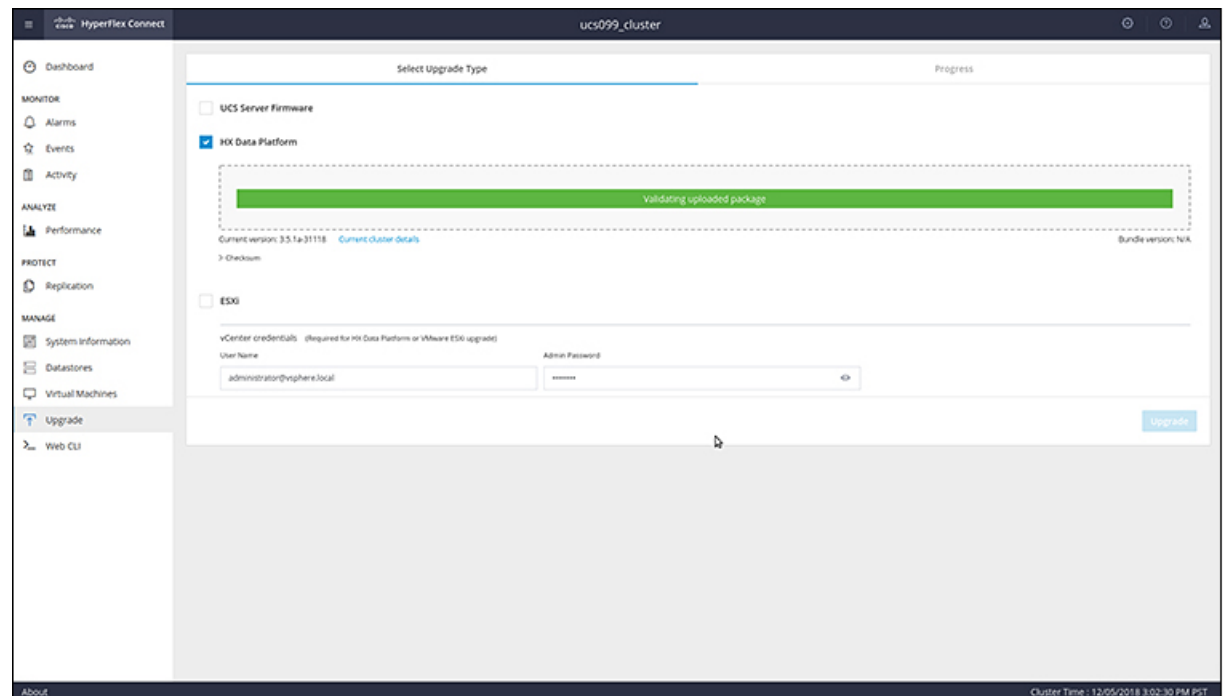 CISCO HyperFlex Connect
ucs099_cluster
Dashboard
MONITOR
Alarms
Events
Activity
ANALYZE
Performance
PROTECT
Replication
MANAGE
System Information
Datastores
Virtual Machines
Upgrade
Web CLI
Select Upgrade Type
Progress
UCS Server Firmware
HX Data Platform
Validating uploaded package
Current version: 3.5.1a-31118 Current cluster details
Bundle version: N/A
> Checksum
ESXi
vCenter credentials (Required for HX Data Platform or VMware ESXi upgrade)
User Name
Admin Password
administrator@vsphere.local
Upgrade
About
Cluster Time : 12/05/2018 3:02:30 PM PST